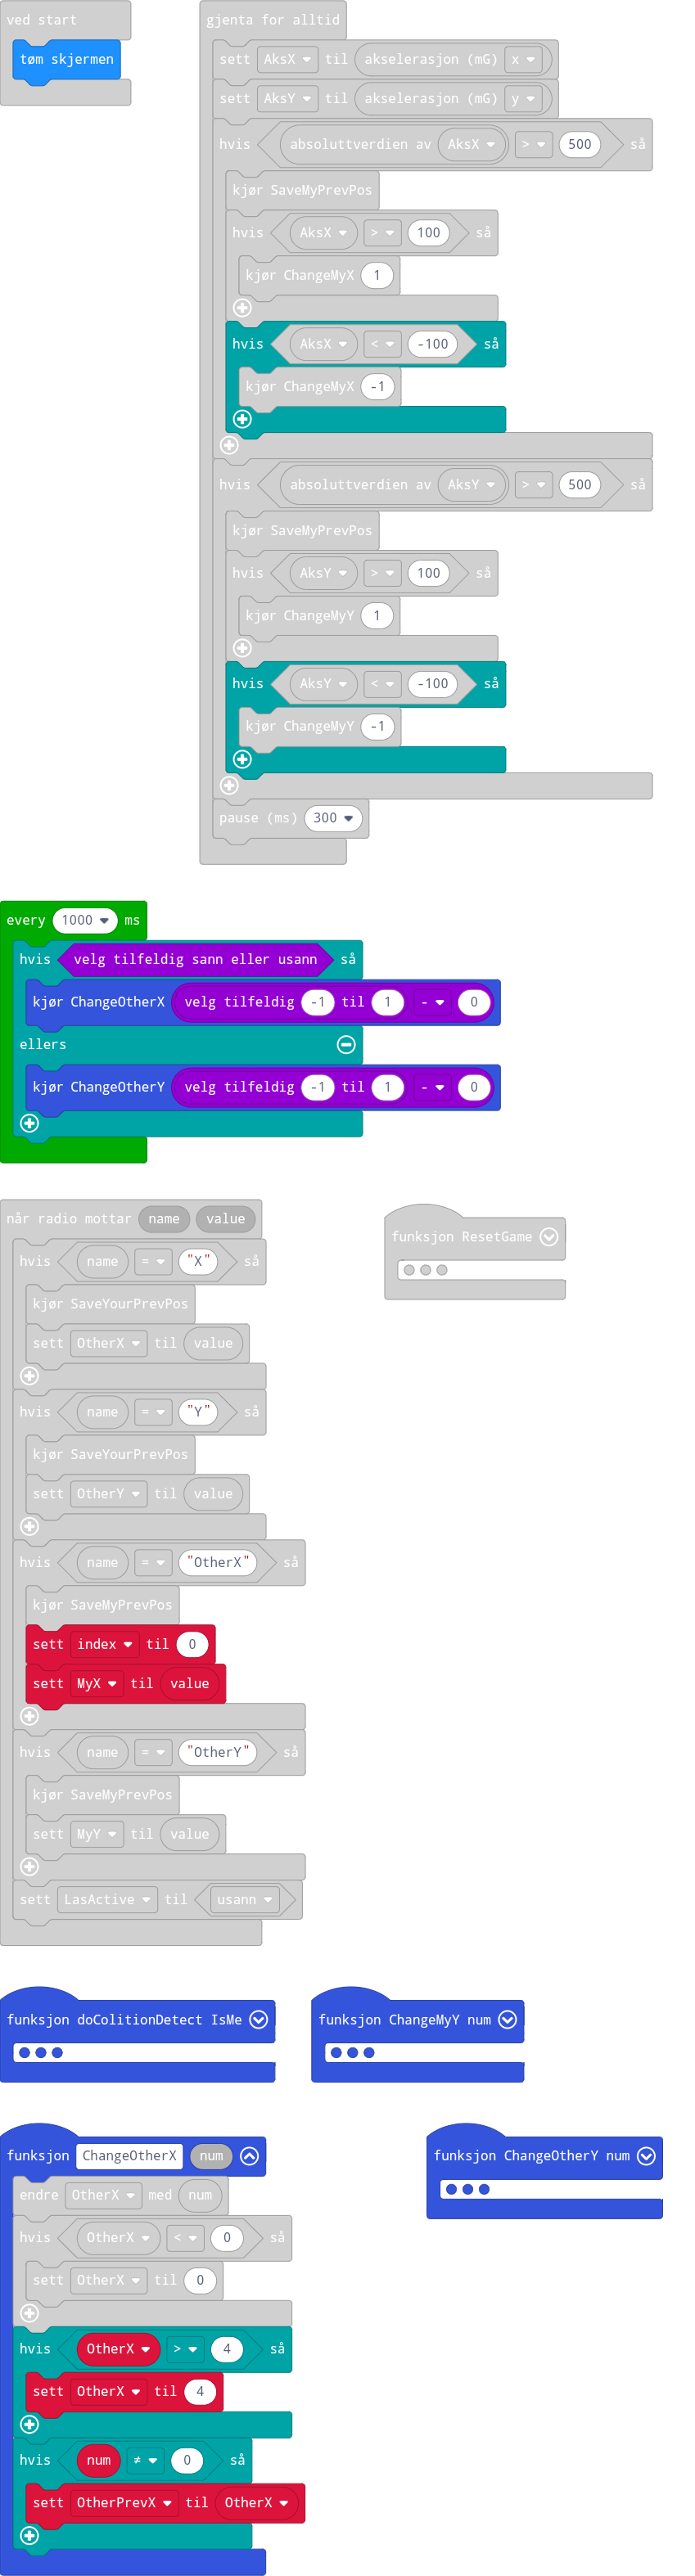 ved start
tøm skjermen
gjenta for alltid
sett AksX til akselerasjon (mG) x
sett AksY til akselerasjon (mG) y
hvis absoluttverdien av AksX > 500 så
kjør SaveMyPrevPos
hvis AksX > 100 så
kjør ChangeMyX 1
hvis AksX < -100 så
kjør ChangeMyX -1
hvis absoluttverdien av AksY > 500 så
kjør SaveMyPrevPos
hvis AksY > 100 så
kjør ChangeMyY 1
hvis AksY < -100 så
kjør ChangeMyY -1
pause (ms) 300
every 1000 ms
hvis velg tilfeldig sann eller usann så
kjør ChangeOtherX velg tilfeldig -1 til 1 - 0
ellers
kjør ChangeOtherY velg tilfeldig -1 til 1 - 0
når radio mottar name value
hvis name = "X" så
kjør SaveYourPrevPos
sett OtherX til value
hvis name = "Y" så
kjør SaveYourPrevPos
sett OtherY til value
hvis name = "OtherX" så
kjør SaveMyPrevPos
sett index til 0
sett MyX til value
hvis name = "OtherY" så
kjør SaveMyPrevPos
sett MyY til value
sett LasActive til usann
funksjon ResetGame
funksjon doColitionDetect IsMe
funksjon ChangeMyY num
funksjon ChangeOtherX num
endre OtherX med num
hvis OtherX < 0 så
sett OtherX til 0
hvis OtherX > 4 så
sett OtherX til 4
hvis num ≠ 0 så
sett OtherPrevX til OtherX
funksjon ChangeOtherY num